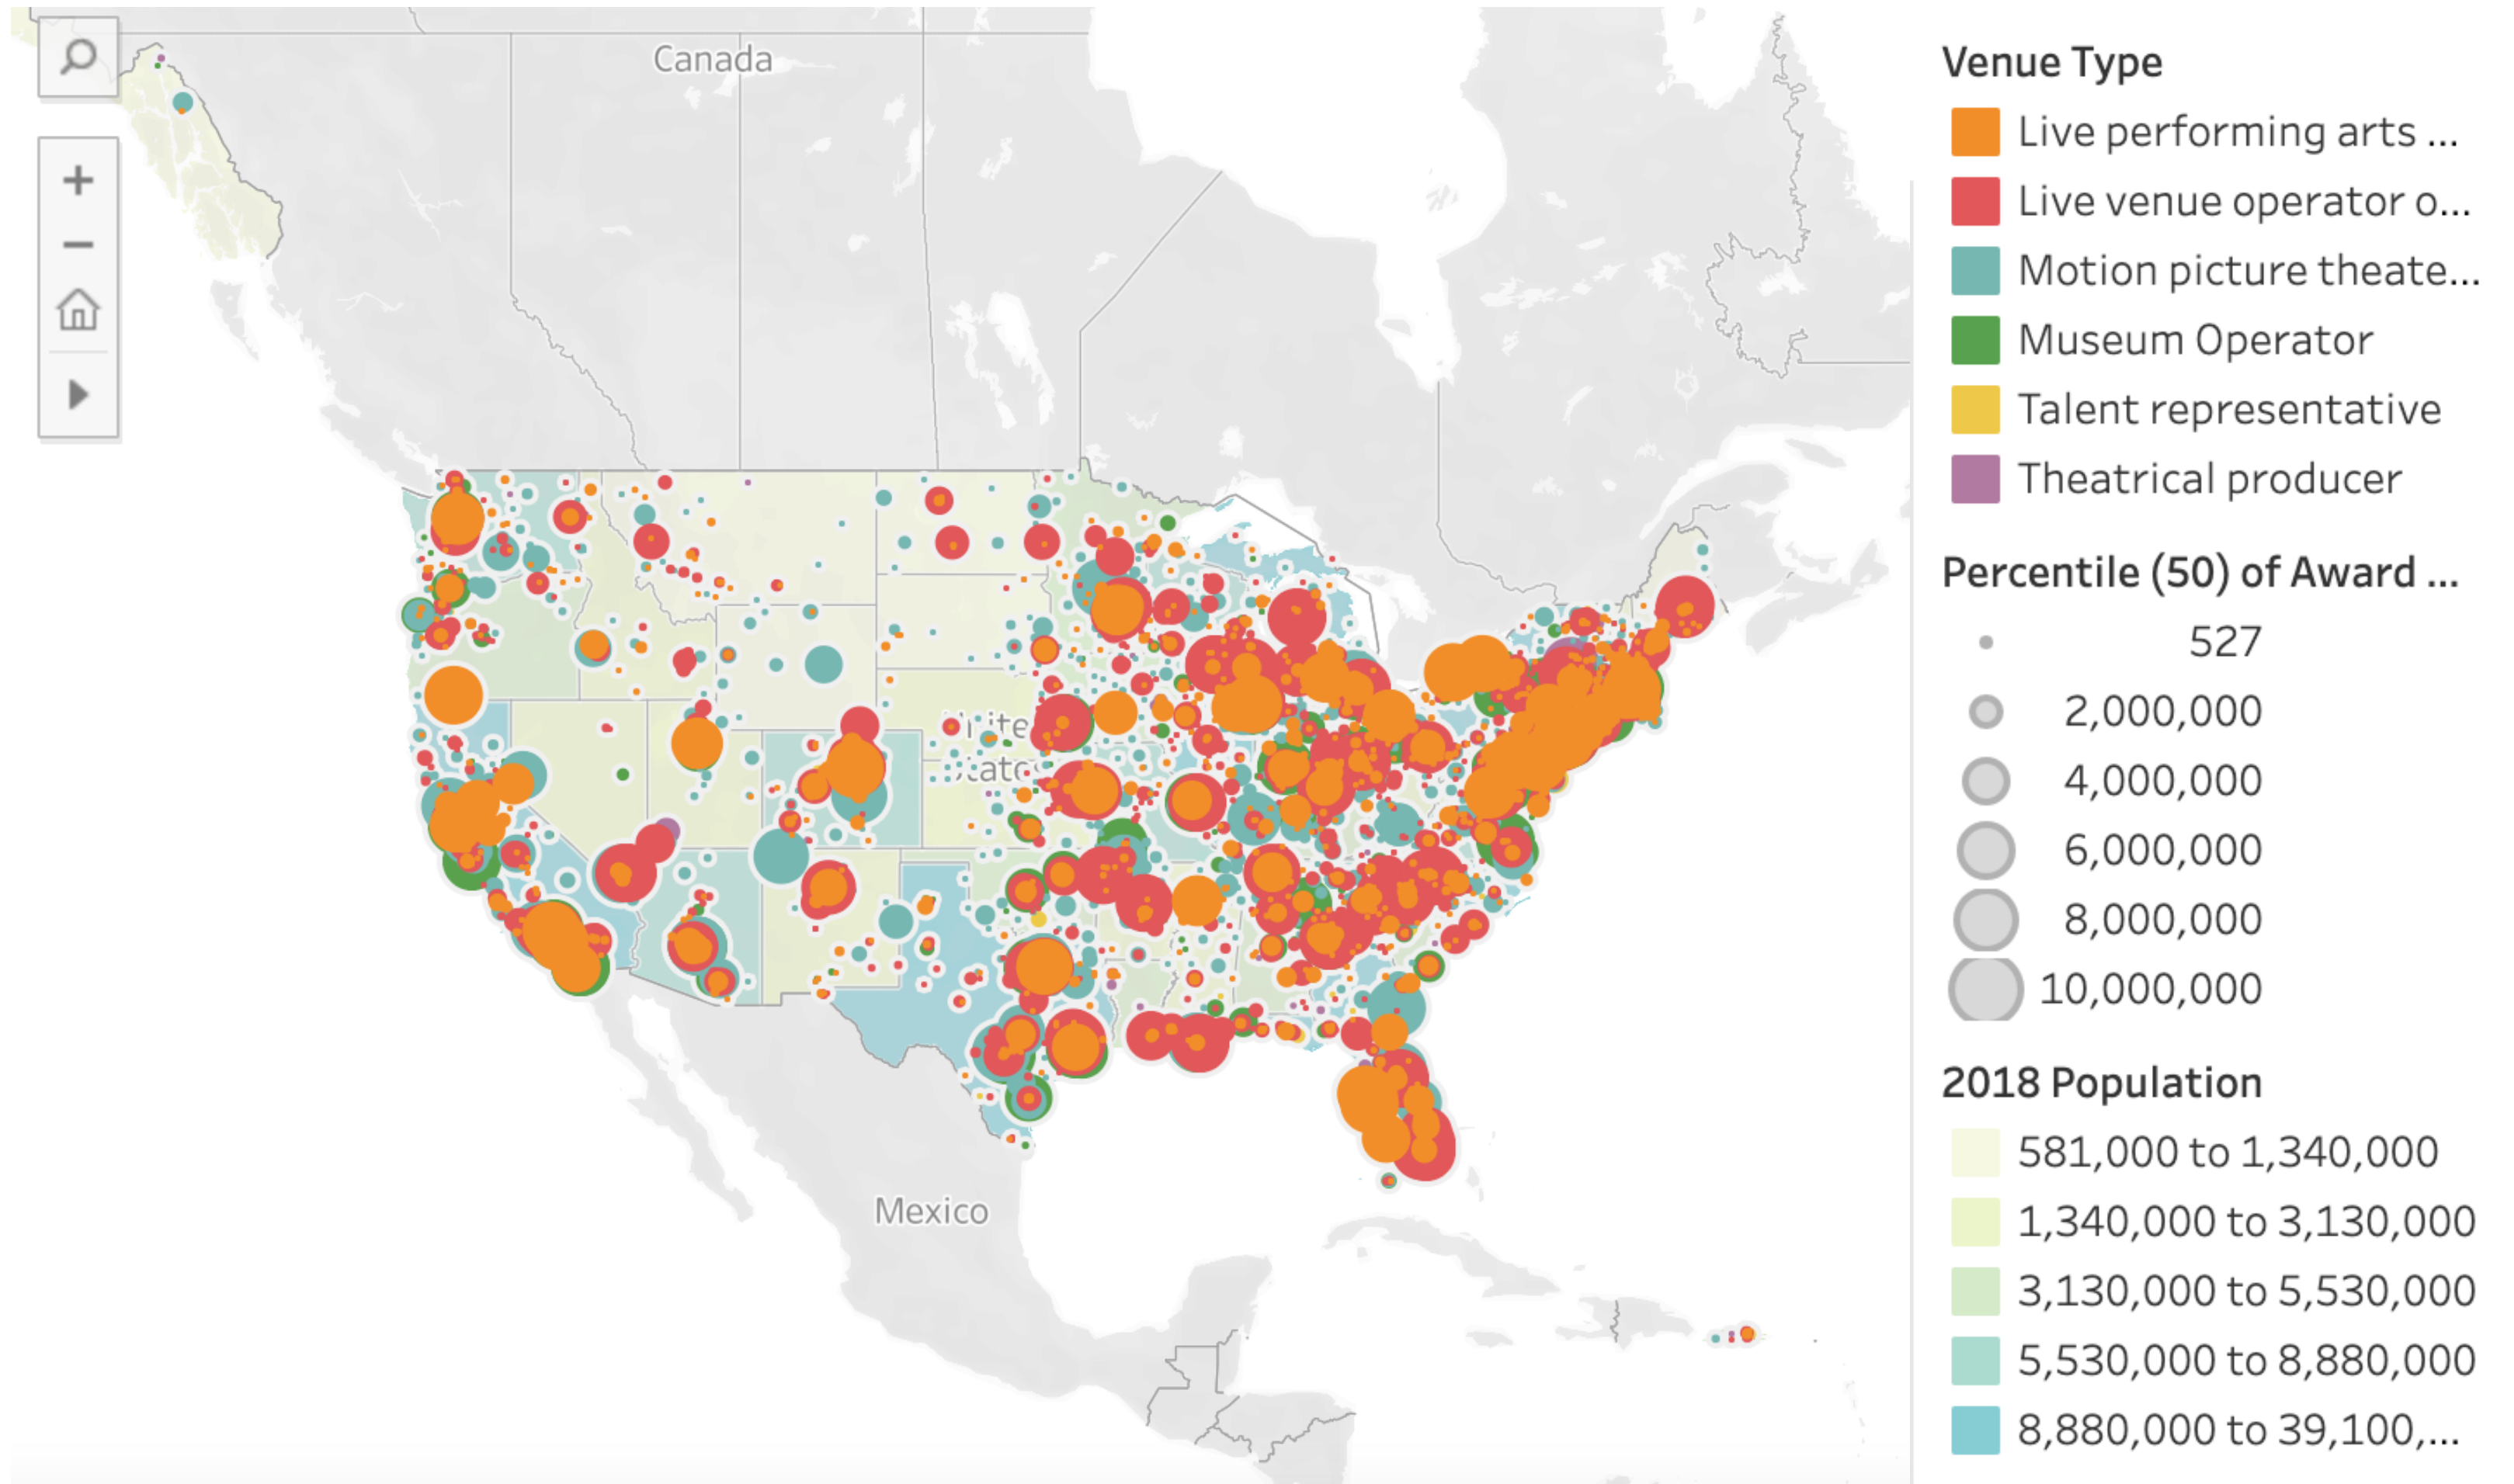 Canada
United
States
Mexico
Venue Type
Live performing arts ...
Live venue operator o...
Motion picture theate...
Museum Operator
Talent representative
Theatrical producer
Percentile (50) of Award ...
527
2,000,000
4,000,000
6,000,000
8,000,000
10,000,000
2018 Population
581,000 to 1,340,000
1,340,000 to 3,130,000
3,130,000 to 5,530,000
5,530,000 to 8,880,000
8,880,000 to 39,100,...